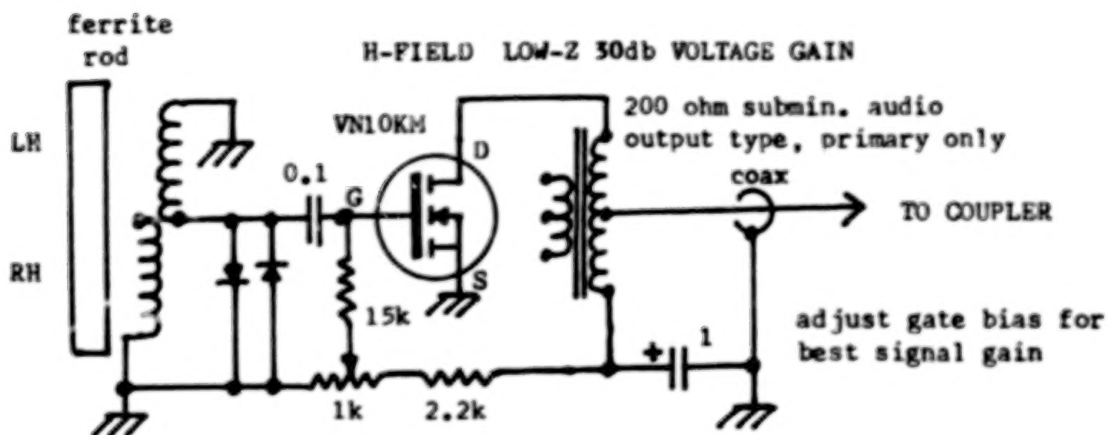 ferrite
rod
H-FIELD LOW-Z 30db VOLTAGE GAIN
LH
VN10KM
200 ohm submin. audio
output type, primary only
coax
D
0.1
G
TO COUPLER
RH
S
15k
1
adjust gate bias for
best signal gain
+
1k
2.2k